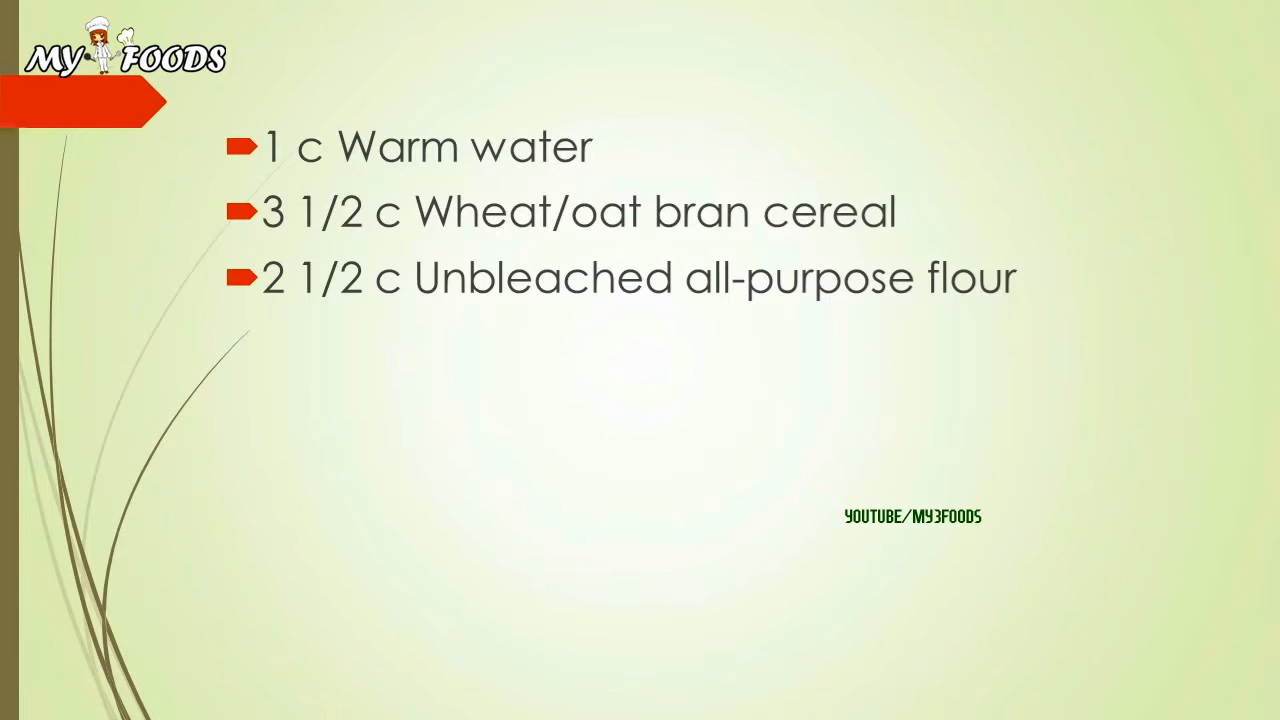 MY FOODS
1 c Warm water
3 1/2 c Wheat/oat bran cereal
2 1/2 c Unbleached all-purpose flour
YOUTUBE/MY3FOODS